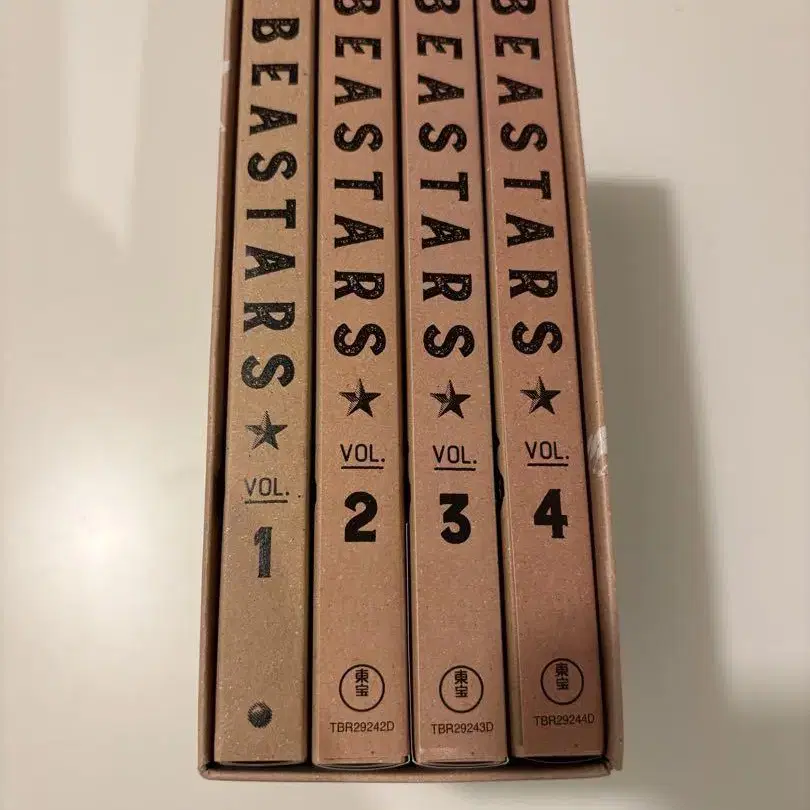 BEASTARS
VOL.
1
BEASTARS
VOL.
2
東宝
TBR29242D
BEASTARS
VOL.
3
東宝
TBR29243D
BEASTARS
VOL.
4
東宝
TBR29244D